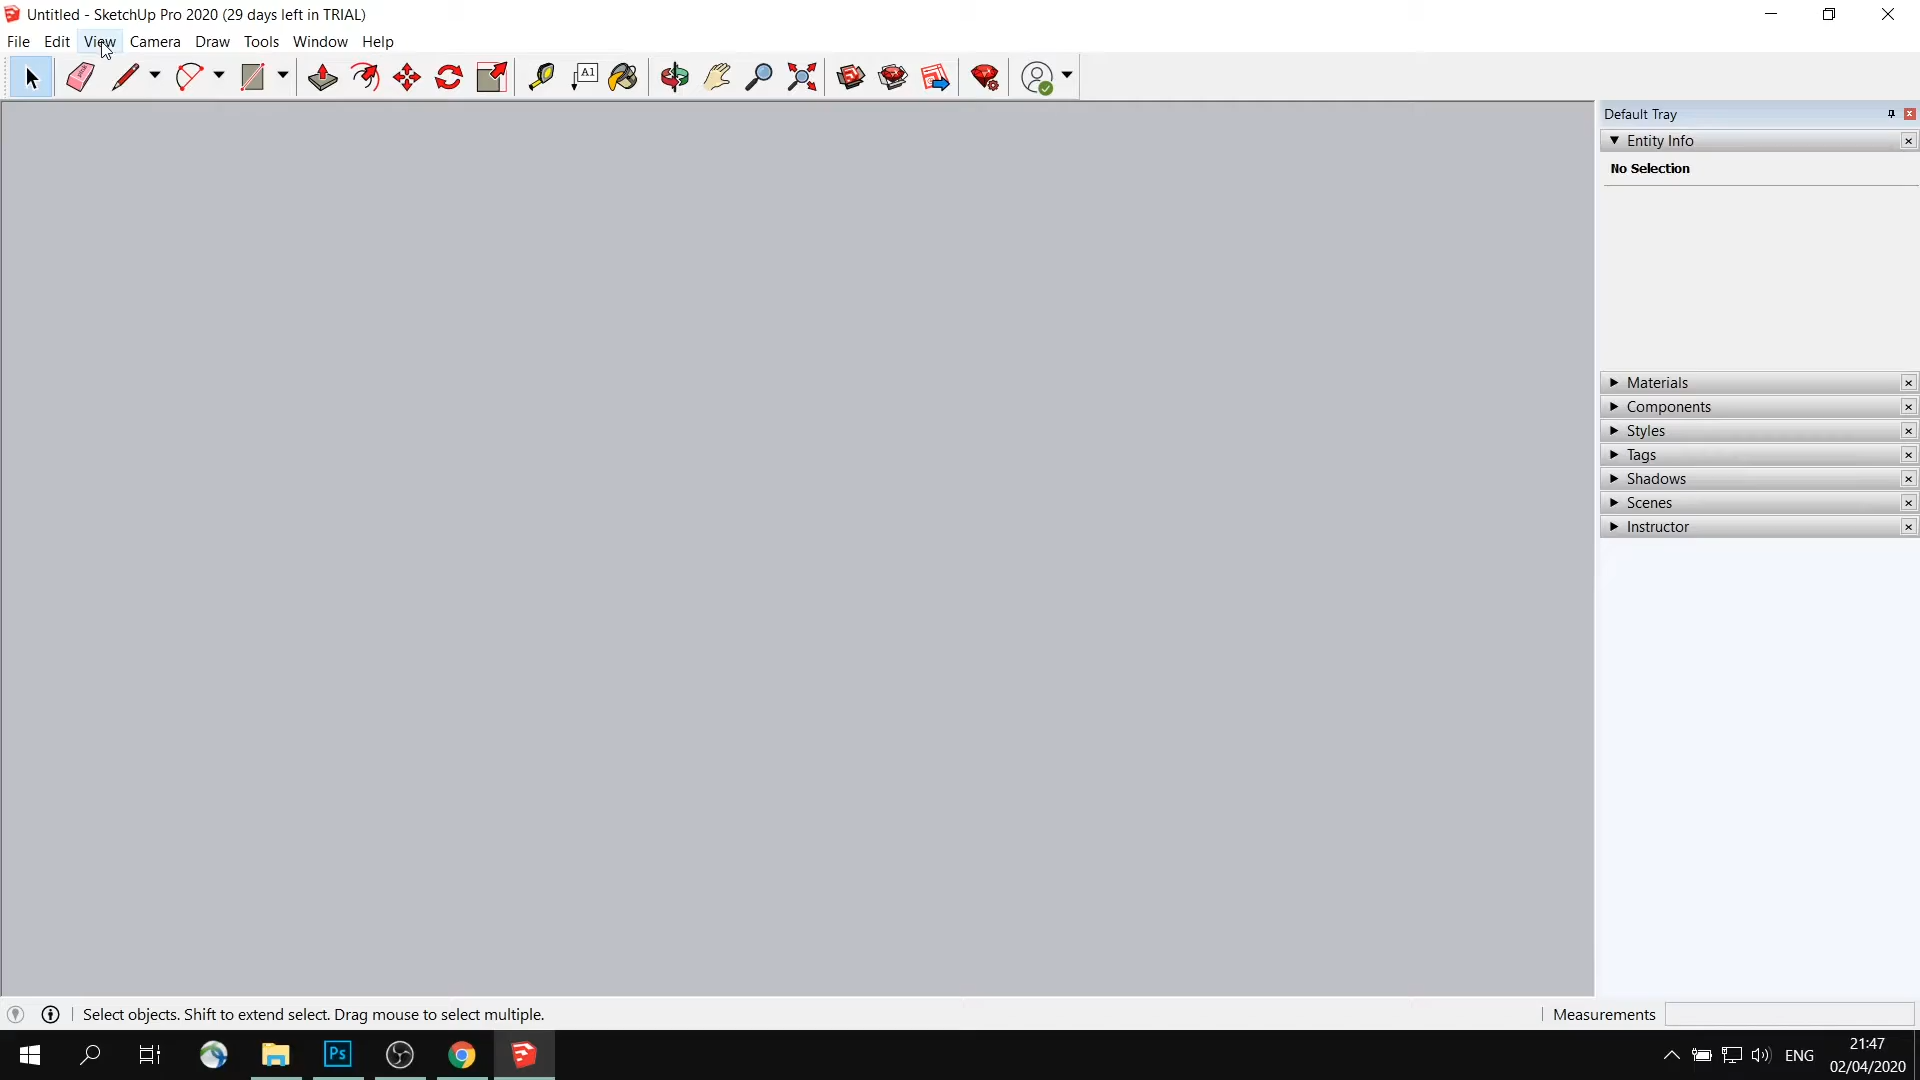 Untitled - SketchUp Pro 2020 (29 days left in TRIAL)
File Edit View Camera Draw Tools Window Help
A1
Default Tray
Entity Info
No Selection
Materials
Components
Styles
Tags
Shadows
Scenes
Instructor
Select objects. Shift to extend select. Drag mouse to select multiple.
Measurements
Ps
ENG
21:47
02/04/2020